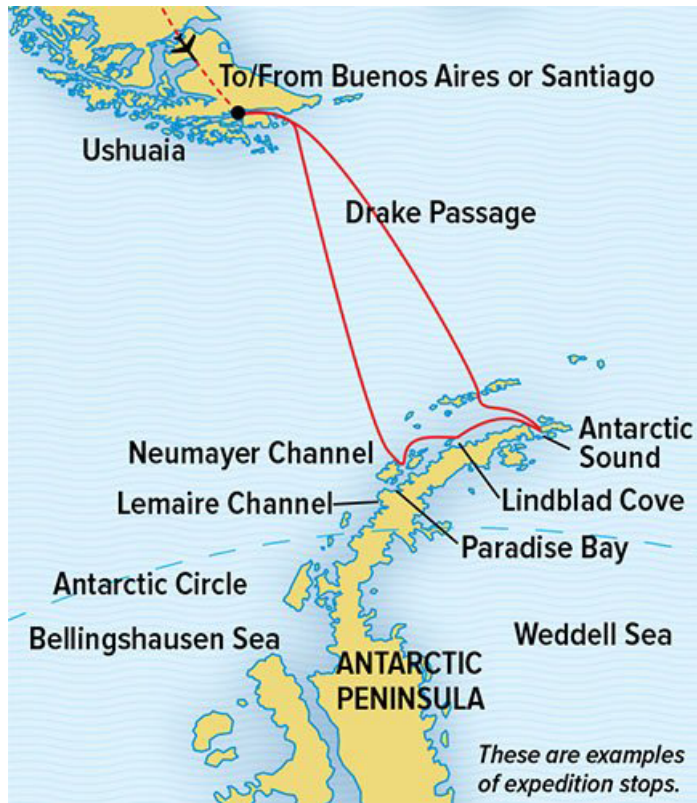 To/From Buenos Aires or Santiago
Ushuaia
Drake Passage
Neumayer Channel
Antarctic
Sound
Lemaire Channel
Lindblad Cove
Paradise Bay
Antarctic Circle
Bellingshausen Sea
Weddell Sea
ANTARCTIC
PENINSULA
These are examples
of expedition stops.